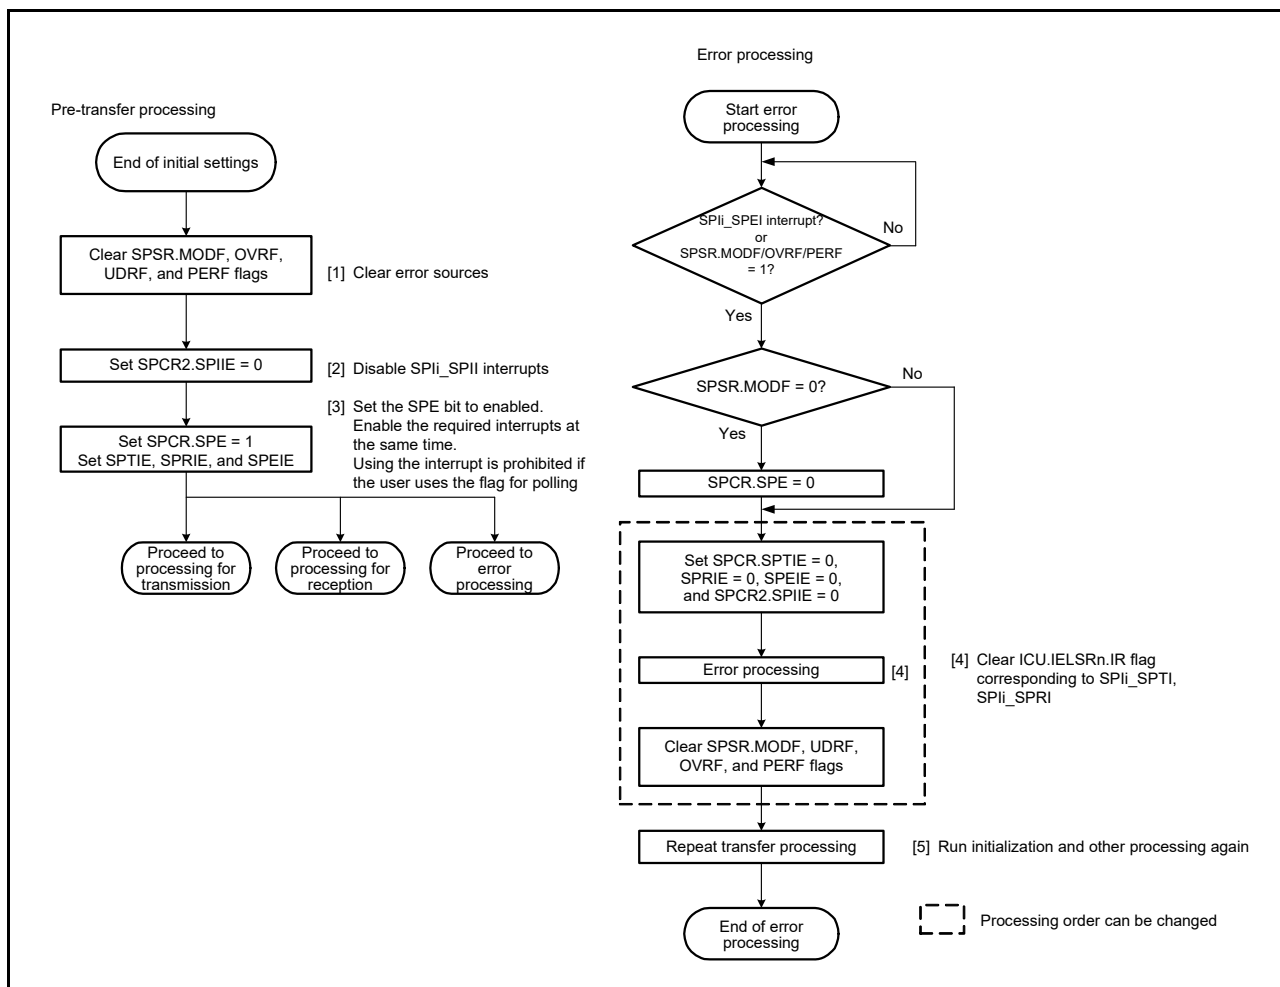 Pre-transfer processing
End of initial settings
Clear SPSR.MODF, OVRF,
UDRF, and PERF flags
[1] Clear error sources
Set SPCR2.SPIIE = 0
[2] Disable SPIi_SPII interrupts
Set SPCR.SPE = 1
Set SPTIE, SPRIE, and SPEIE
[3] Set the SPE bit to enabled.
Enable the required interrupts at
the same time.
Using the interrupt is prohibited if
the user uses the flag for polling
Proceed to
processing for
transmission
Proceed to
processing for
reception
Proceed to
error
processing
Error processing
Start error
processing
SPIi_SPEI interrupt?
or
SPSR.MODF/OVRF/PERF
= 1?
No
Yes
SPSR.MODF = 0?
No
Yes
SPCR.SPE = 0
Set SPCR.SPTIE = 0,
SPRIE = 0, SPEIE = 0,
and SPCR2.SPIIE = 0
Error processing
[4]
[4] Clear ICU.IELSRn.IR flag
corresponding to SPIi_SPTI,
SPIi_SPRI
Clear SPSR.MODF, UDRF,
OVRF, and PERF flags
Repeat transfer processing
[5] Run initialization and other processing again
End of error
processing
Processing order can be changed